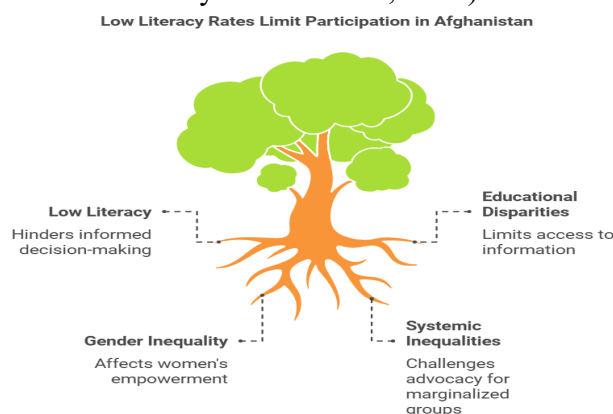 Low Literacy Rates Limit Participation in Afghanistan
Low Literacy
Hinders informed
decision-making
Educational
Disparities
Limits access to
information
Gender Inequality
Affects women's
empowerment
Systemic
Inequalities
Challenges
advocacy for
marginalized
groups